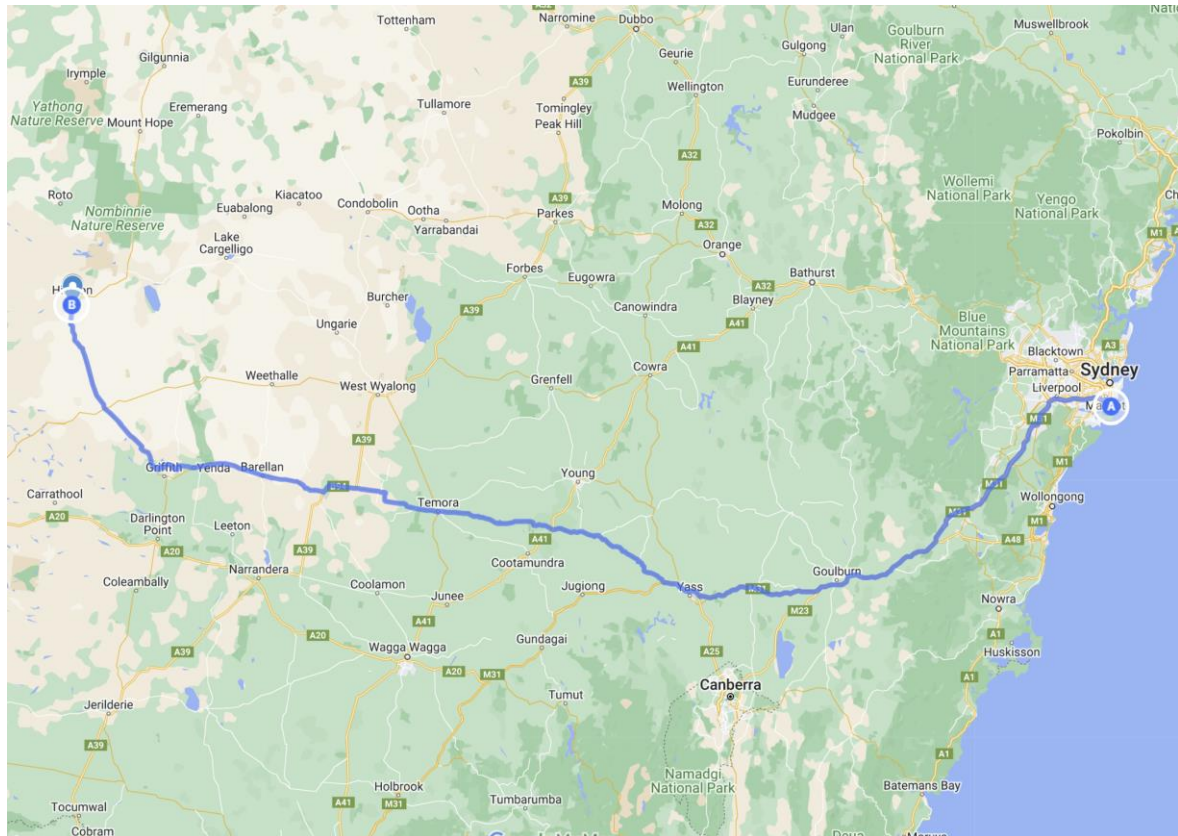 Tottenham
Narromine
Dubbo
Ulan
Muswellbrook
Gilgunnia
Geurie
Gulgong
Goulburn
River
National Park
Irymple
A39
Wellington
Eurunderee
Yathong
Nature Reserve
Eremerang
Tullamore
Tomingley
Mudgee
Mount Hope
Peak Hill
Pokolbin
A32
Wollemi
National Park
Yengo
National Park
Roto
Kiacatoo
A39
Nombinnie
Nature Reserve
Euabalong
Condobolin
Ootha
Yarrabandai
Parkes
Molong
A32
M1
Lake
Cargelligo
Orange
Forbes
Eugowra
Bathurst
A32
B
Burcher
Canowindra
Blayney
A39
A41
Blue
Mountains
National Park
Ungarie
Blacktown
A3
Parramatta
Sydney
Weethalle
West Wyalong
Grenfell
Cowra
A41
Liverpool
A
A39
M1
Griffith
Yenda
Barellan
Young
Carrathool
Temora
M31
Wollongong
A20
Darlington
Point
Leeton
A41
M31
M1
A20
A39
Cootamundra
A48
Narrandera
Goulburn
Coleambally
Coolamon
Junee
Jugiong
Yass
M31
M23
Nowra
A41
A20
Gundagai
A25
A1
Huskisson
A39
Wagga Wagga
A20
M31
A1
Canberra
Jerilderie
Tumut
A39
A1
Namadgi
National Park
Holbrook
Batemans Bay
Tocumwal
A41
M31
Tumbarumba
Cobram